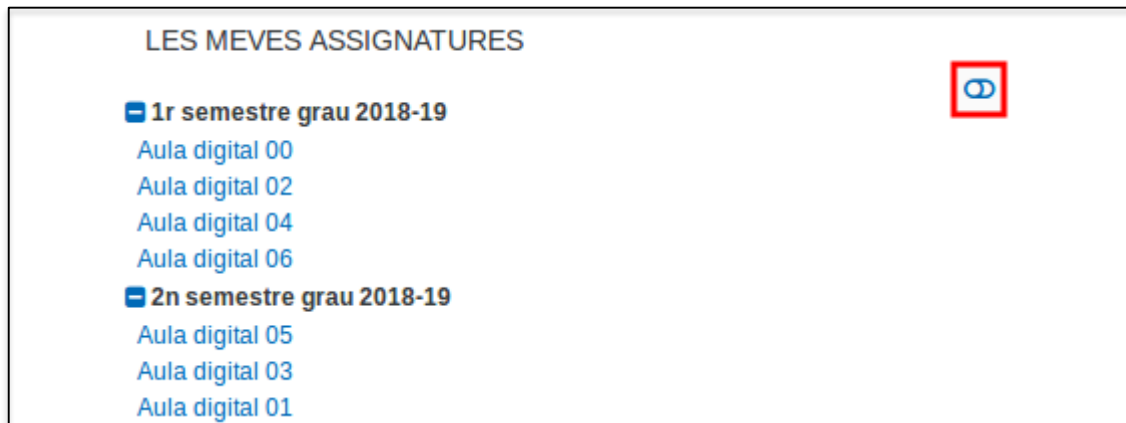 LES MEVES ASSIGNATURES
1r semestre grau 2018-19
Aula digital 00
Aula digital 02
Aula digital 04
Aula digital 06
2n semestre grau 2018-19
Aula digital 05
Aula digital 03
Aula digital 01